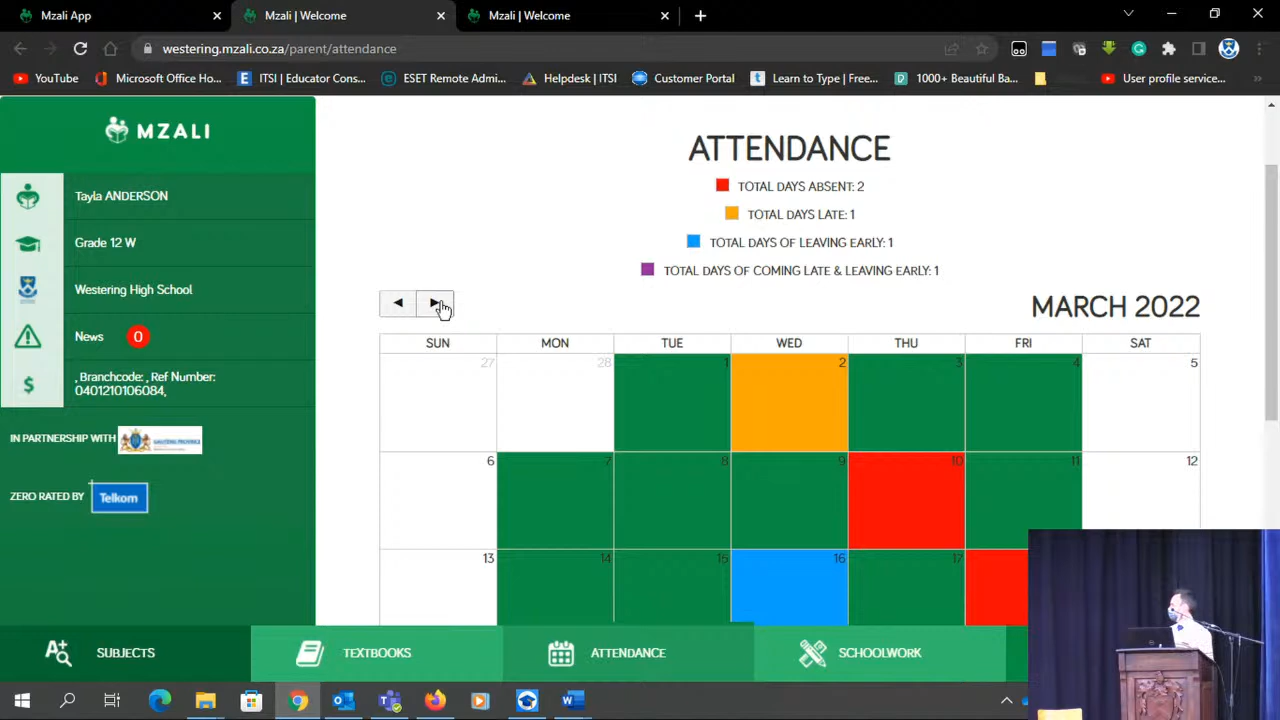 Mzali App
Mzali | Welcome
Mzali | Welcome
westering.mzali.co.za/parent/attendance
YouTube
Microsoft Office Ho...
ITSI | Educator Cons...
ESET Remote Admi...
Helpdesk | ITSI
Customer Portal
Learn to Type | Free...
1000+ Beautiful Ba...
User profile service...
MZALI
Tayla ANDERSON
Grade 12 W
Westering High School
News 0
, Branchcode: , Ref Number:
0401210106084,
IN PARTNERSHIP WITH
ZERO RATED BY Telkom
ATTENDANCE
TOTAL DAYS ABSENT: 2
TOTAL DAYS LATE: 1
TOTAL DAYS OF LEAVING EARLY: 1
TOTAL DAYS OF COMING LATE & LEAVING EARLY: 1
MARCH 2022
SUN MON TUE WED THU FRI SAT
27 28 1 2 3 4 5
6 7 8 9 10 11 12
13 14 15 16 17
SUBJECTS
TEXTBOOKS
ATTENDANCE
SCHOOLWORK